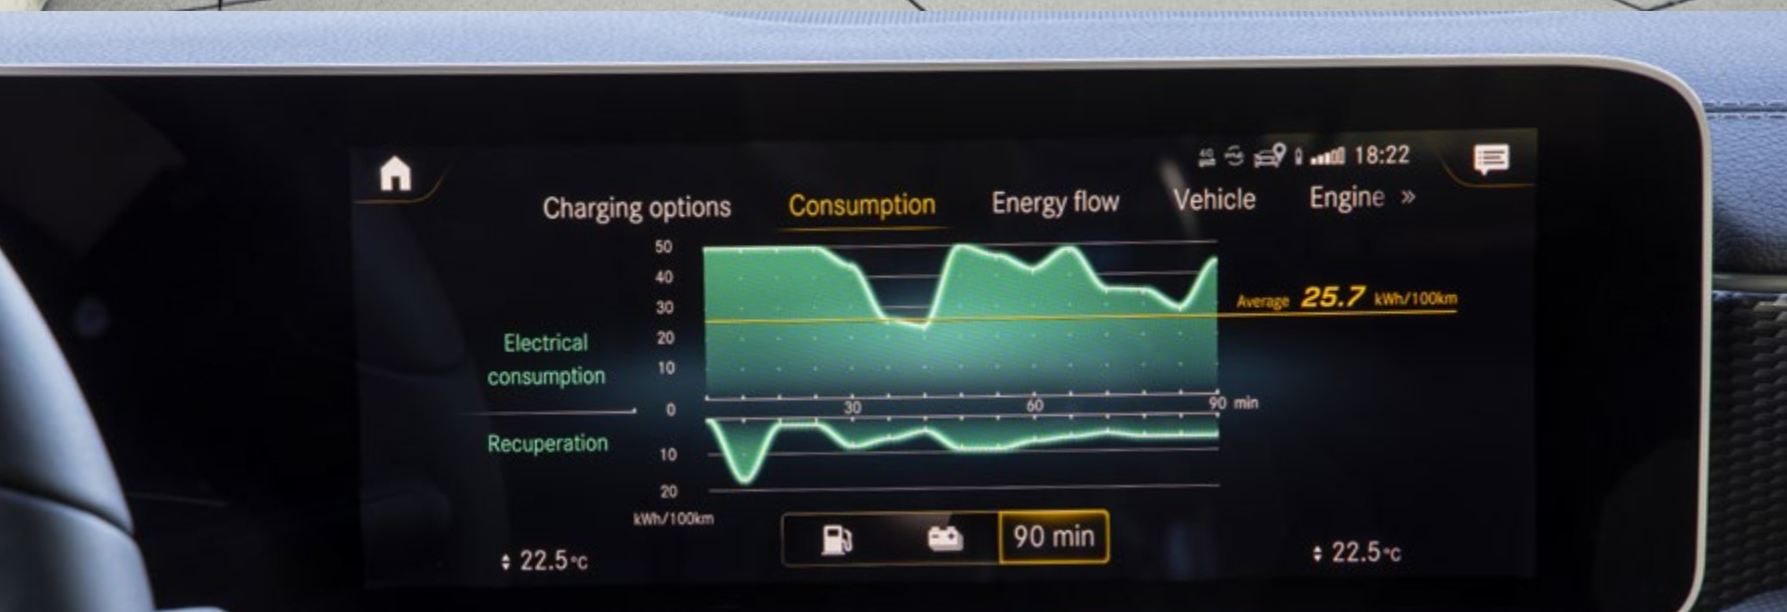 4G 18:22
Charging options Consumption Energy flow Vehicle Engine »
50
40
30
Average 25.7 kWh/100km
20
Electrical
consumption
10
0
30 60 90 min
Recuperation
10
20
kWh/100km
90 min
22.5°C 22.5°C